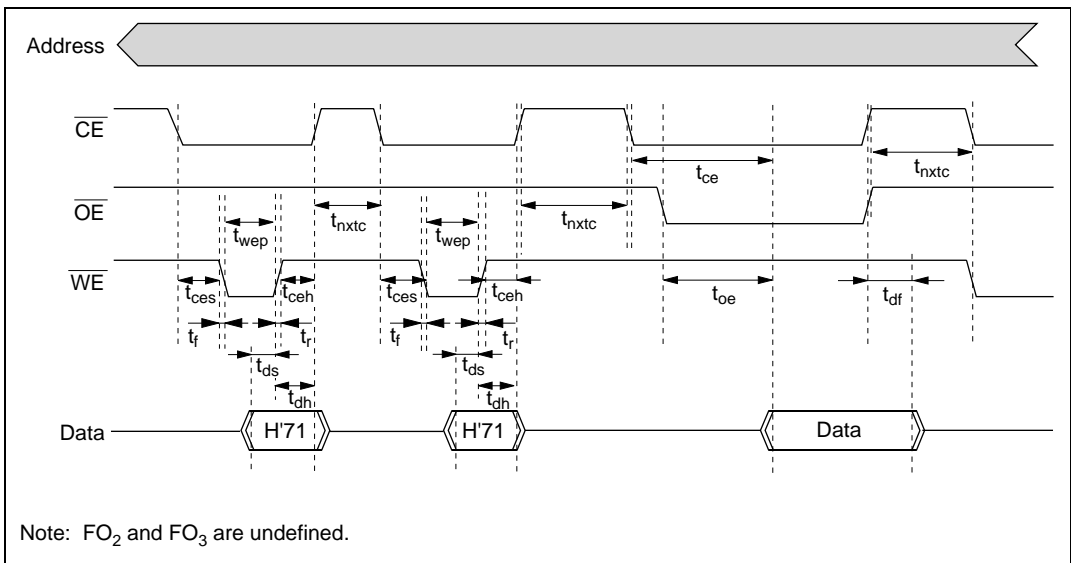 Address
CE
t_ce t_nxtc
OE
t_wep t_nxtc t_wep t_nxtc
WE
t_ces t_ceh t_ces t_ceh t_oe t_df
t_f t_r t_f t_r
t_ds t_ds
t_dh t_dh
Data H'71 H'71 Data
Note: FO₂ and FO₃ are undefined.